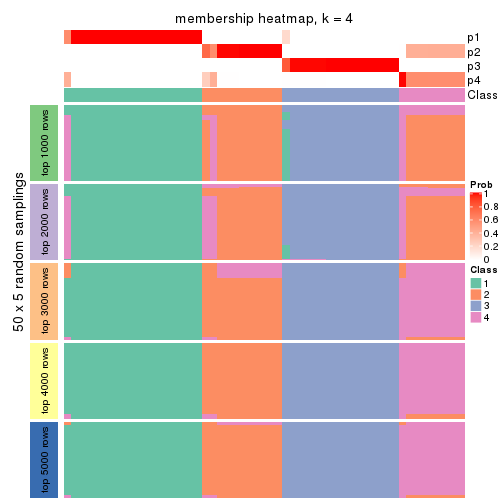 membership heatmap, k = 4
p1
p2
p3
p4
Class
50 x 5 random samplings
top 1000 rows
top 2000 rows
top 3000 rows
top 4000 rows
top 5000 rows
Prob
1
0.8
0.6
0.4
0.2
0
Class
1
2
3
4